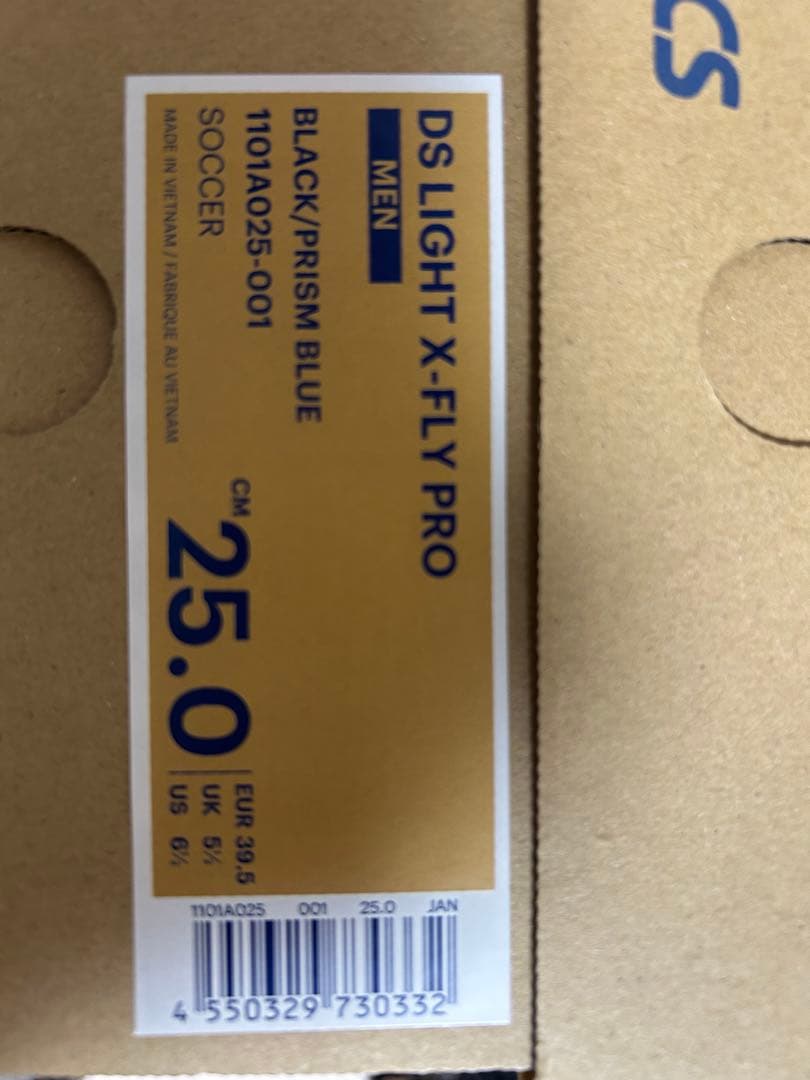 CS
DS LIGHT X-FLY PRO
MEN
BLACK/PRISM BLUE
1101A025-001
SOCCER
MADE IN VIETNAM / FABRIQUE AU VIETNAM
CM 25.0
EUR 39.5
UK 5½
US 6½
1101A025 001 25.0 JAN
4 550329 730332